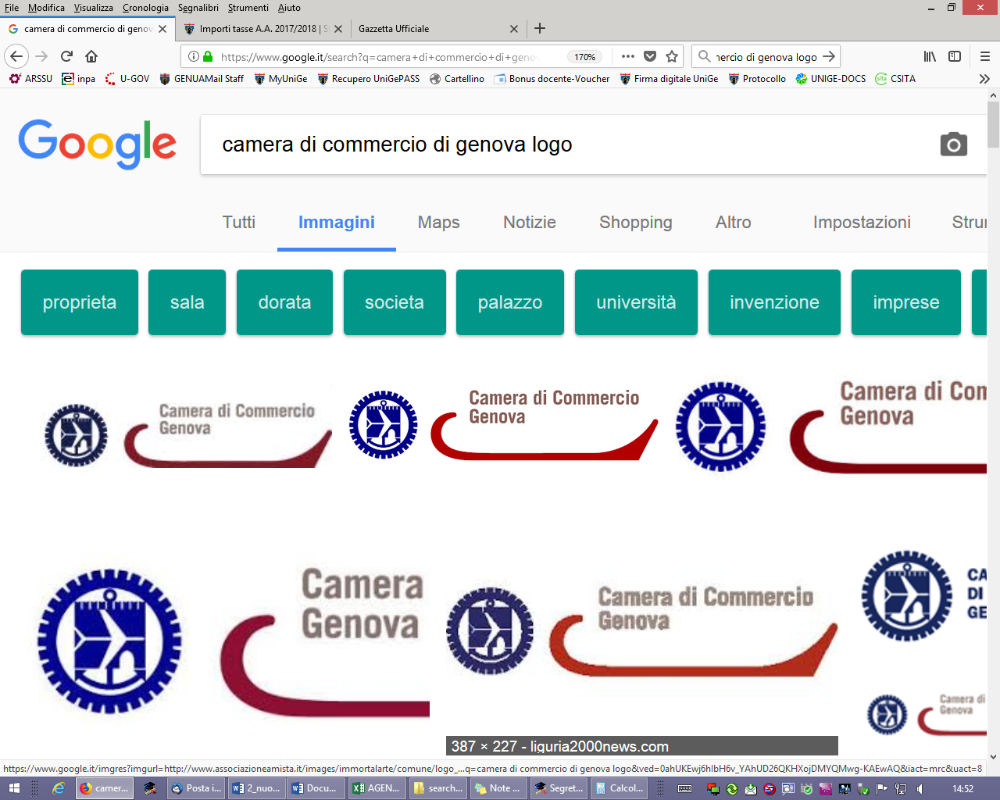 File Modifica Visualizza Cronologia Segnalibri Strumenti Aiuto
camera di commercio di genov
Importi tasse A.A. 2017/2018 |
Gazzetta Ufficiale
https://www.google.it/search?q=camera+di+commercio+di+geno
170%
nercio di genova logo
ARSSU inpa U-GOV GENUAMail Staff MyUniGe Recupero UniGePASS Cartellino Bonus docente-Voucher Firma digitale UniGe Protocollo UNIGE-DOCS CSITA
Google
camera di commercio di genova logo
Tutti Immagini Maps Notizie Shopping Altro Impostazioni Strur
proprieta sala dorata societa palazzo università invenzione imprese
Camera di Commercio
Genova
Camera di Commercio
Genova
Camera di Com
Genova
Camera
Genova
Camera di Commercio
Genova
CA
DI
GE
Camera di
Genova
387 × 227 - liguria2000news.com
https://www.google.it/imgres?imgurl=http://www.associazioneamista.it/images/immortalarte/comune/logo_...q=camera di commercio di genova logo&ved=0ahUKEwj6hIbH6v_YAhUD26QKHXojDMYQMwg-KAEwAQ&iact=mrc&uact=8
camer... Posta i... 2_nuo... Docu... AGEN... search... Note ... Segret... Calcol... 14:52